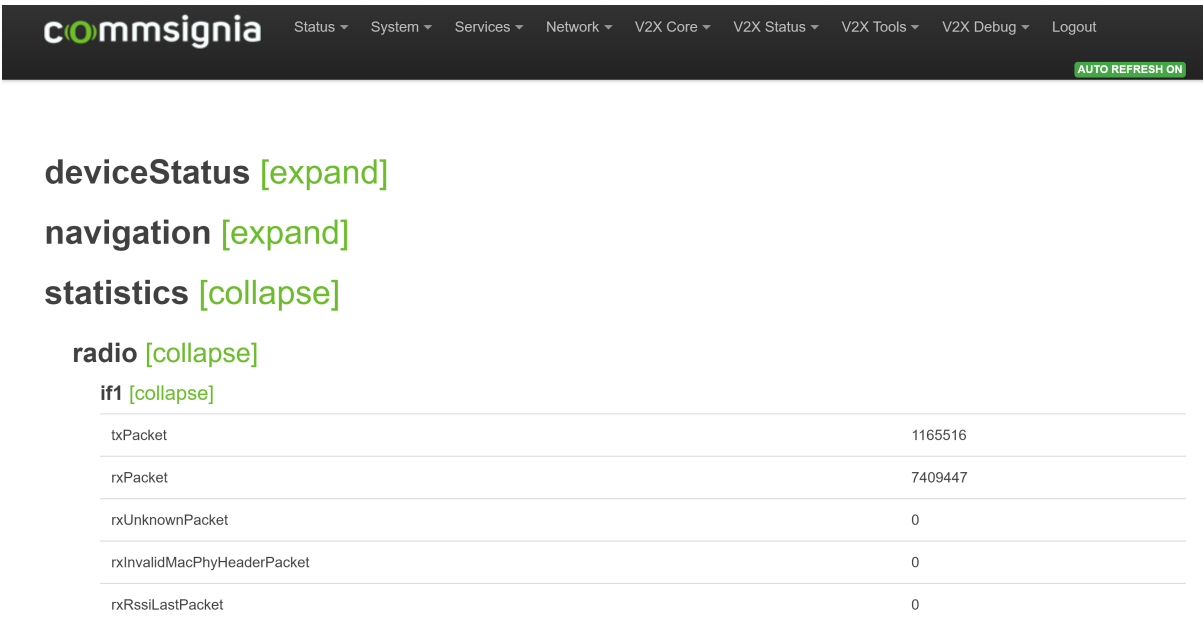 commsignia
Status System Services Network V2X Core V2X Status V2X Tools V2X Debug Logout
AUTO REFRESH ON
deviceStatus [expand]
navigation [expand]
statistics [collapse]
radio [collapse]
if1 [collapse]
txPacket 1165516
rxPacket 7409447
rxUnknownPacket 0
rxInvalidMacPhyHeaderPacket 0
rxRssiLastPacket 0